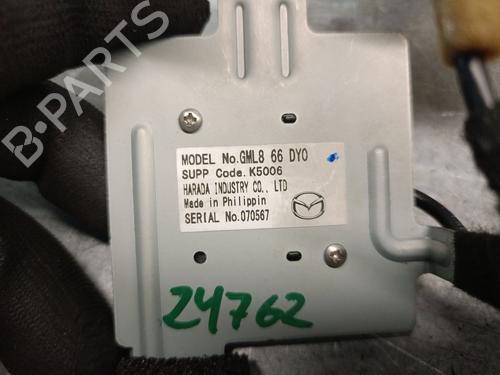 B-PARTS
MODEL No.GML8 66 DY0
SUPP Code.K5006
HARADA INDUSTRY CO., LTD
Made in Philippin
SERIAL No.070567
24762